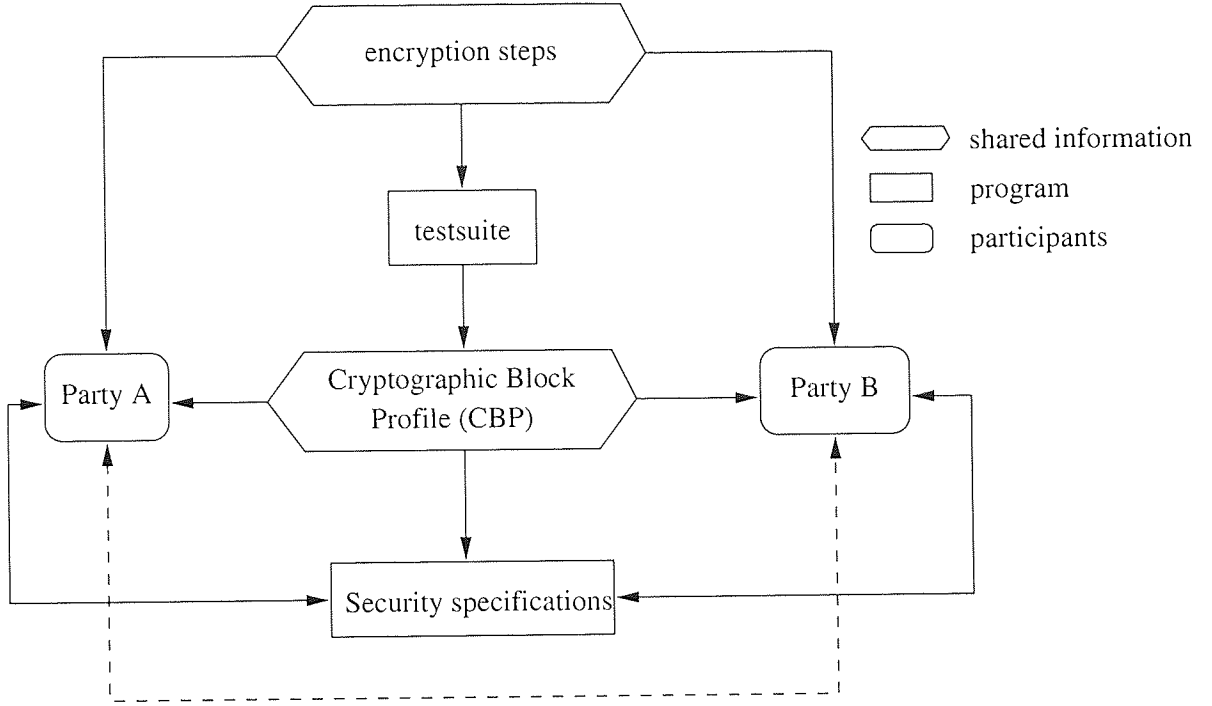 encryption steps
shared information
program
participants
testsuite
Party A
Cryptographic Block
Profile (CBP)
Party B
Security specifications